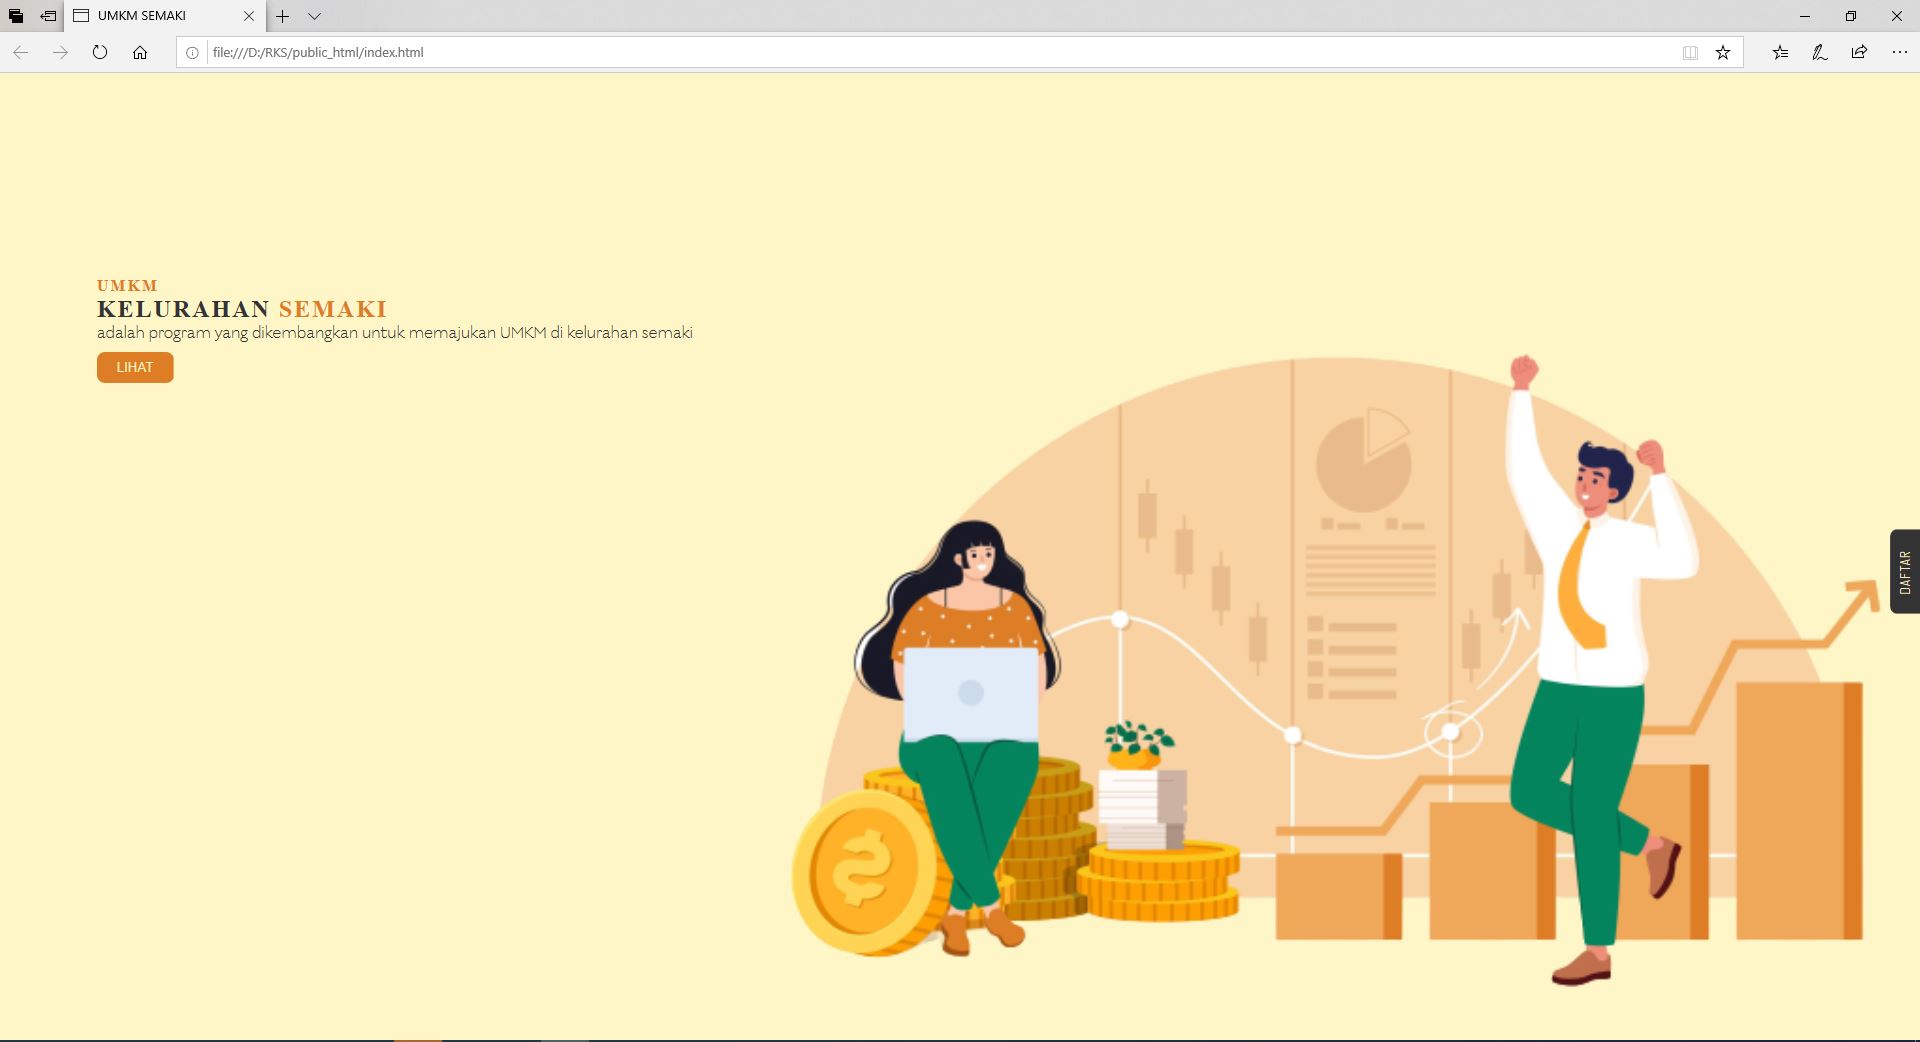 UMKM SEMAKI
file:///D:/RKS/public_html/index.html
UMKM
KELURAHAN SEMAKI
adalah program yang dikembangkan untuk memajukan UMKM di kelurahan semaki
LIHAT
DAFTAR